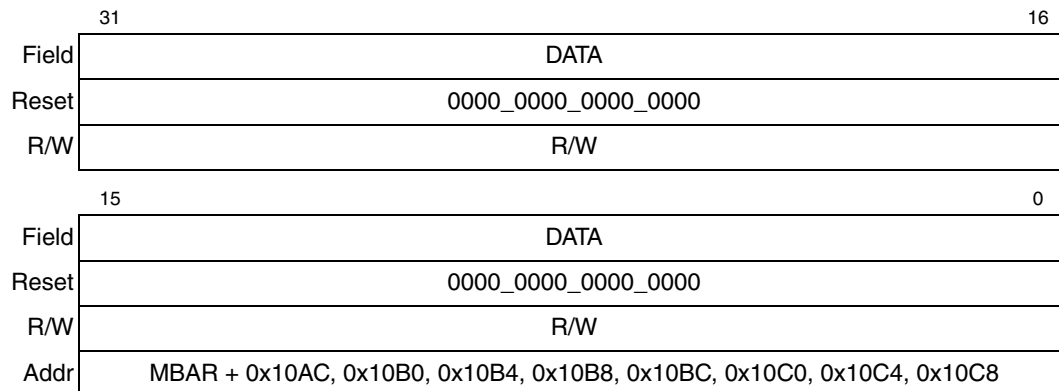 31 16
Field DATA
Reset 0000_0000_0000_0000
R/W R/W
15 0
Field DATA
Reset 0000_0000_0000_0000
R/W R/W
Addr MBAR + 0x10AC, 0x10B0, 0x10B4, 0x10B8, 0x10BC, 0x10C0, 0x10C4, 0x10C8